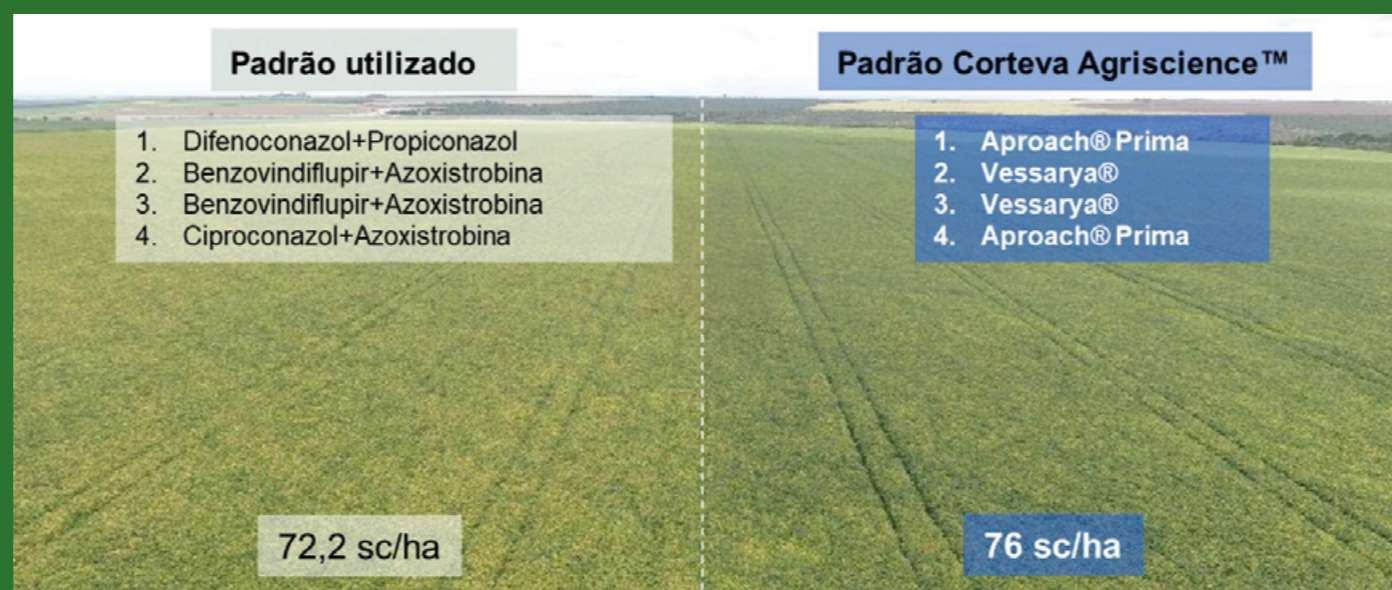 Padrão utilizado
1. Difenoconazol+Propiconazol
2. Benzovindiflupir+Azoxistrobina
3. Benzovindiflupir+Azoxistrobina
4. Ciproconazol+Azoxistrobina
72,2 sc/ha
Padrão Corteva Agriscience™
1. Aproach® Prima
2. Vessarya®
3. Vessarya®
4. Aproach® Prima
76 sc/ha